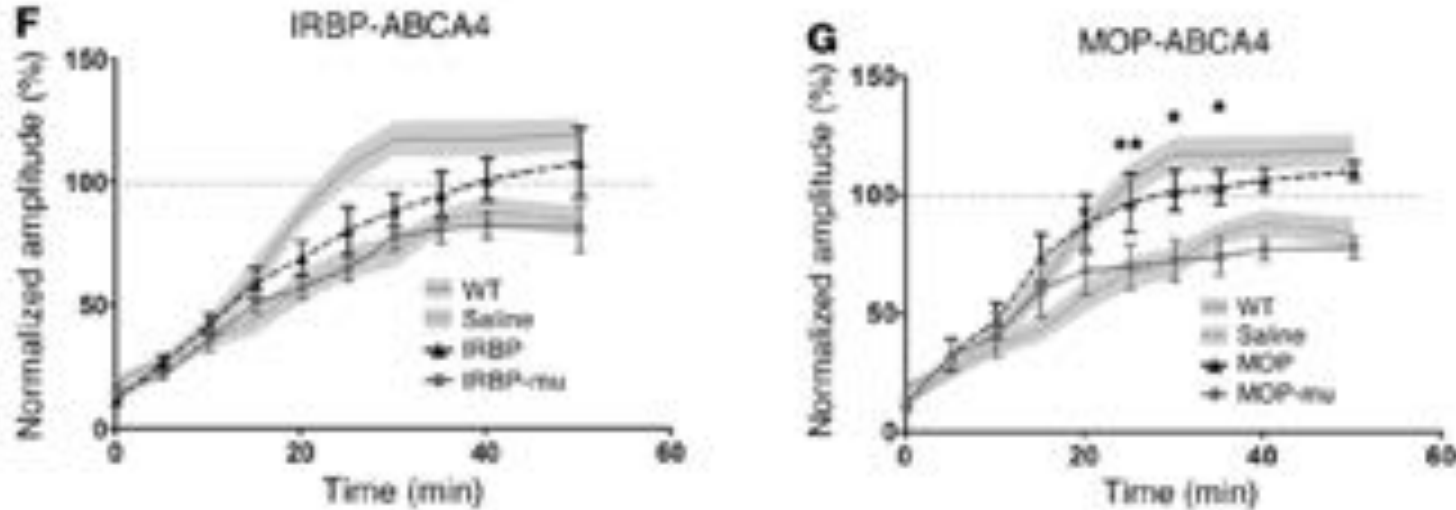 F
IRBP-ABCA4
Normalized amplitude (%)
150
100
50
0
WT
Saline
IRBP
IRBP-mu
0 20 40 60
Time (min)
G
MOP-ABCA4
Normalized amplitude (%)
150
100
50
0
** * *
WT
Saline
MOP
MOP-mu
0 20 40 60
Time (min)